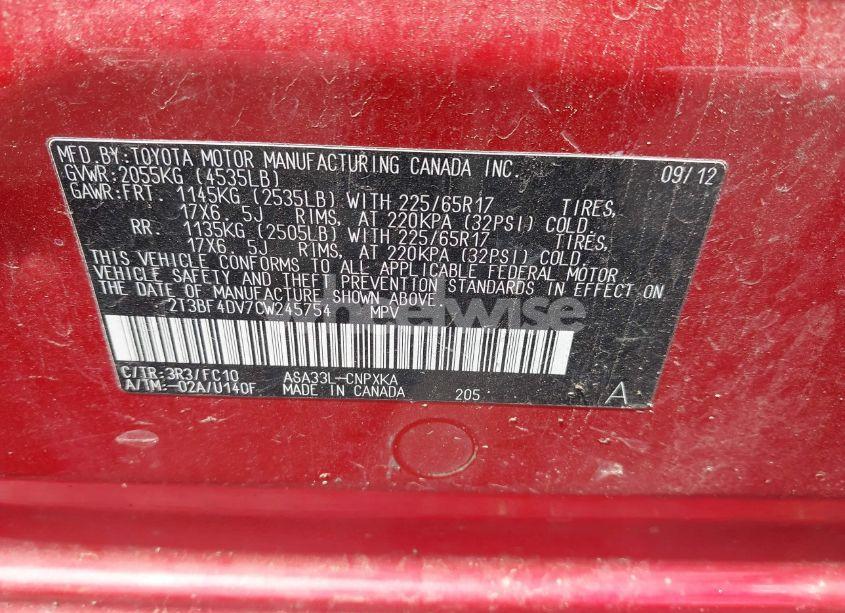 MFD.BY:TOYOTA MOTOR MANUFACTURING CANADA INC. 09/12
GVWR:2055KG (4535LB)
GAWR:FRT. 1145KG (2535LB) WITH 225/65R17 TIRES,
17X6. 5J RIMS, AT 220KPA (32PSI) COLD
RR. 1135KG (2505LB) WITH 225/65R17 TIRES,
17X6. 5J RIMS, AT 220KPA (32PSI) COLD
THIS VEHICLE CONFORMS TO ALL APPLICABLE FEDERAL MOTOR
VEHICLE SAFETY AND THEFT PREVENTION STANDARDS IN EFFECT ON
THE DATE OF MANUFACTURE SHOWN ABOVE.
2T3BF4DV7CW245754 MPV
wheelwise
C/TR:3R3/FC10 ASA33L-CNPXKA
A/TM:-02A/U140F MADE IN CANADA 205 A